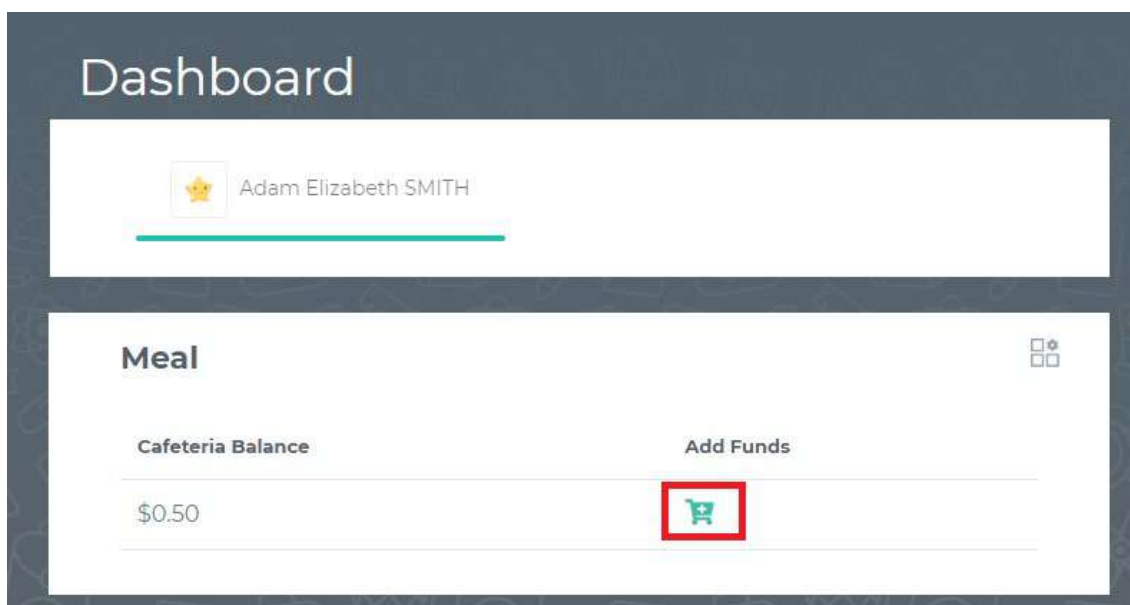 Dashboard
Adam Elizabeth SMITH
Meal
Cafeteria Balance Add Funds
$0.50